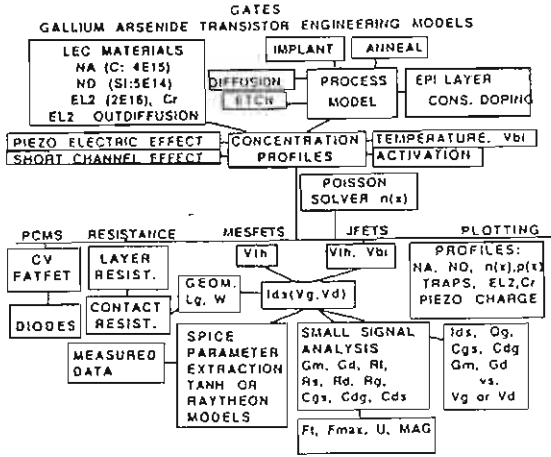 GATES
GALLIUM ARSENIDE TRANSISTOR ENGINEERING MODELS
LEC MATERIALS
NA (C: 4E15)
ND (SI:5E14)
EL2 (2E16), Cr
EL2 OUTDIFFUSION
IMPLANT
ANNEAL
DIFFUSION
ETCH
PROCESS
MODEL
EPI LAYER
CONS. DOPING
PIEZO ELECTRIC EFFECT
SHORT CHANNEL EFFECT
CONCENTRATION
PROFILES
TEMPERATURE, Vbi
ACTIVATION
POISSON
SOLVER n(x)
PCMS
RESISTANCE
MESFETS
JFETS
PLOTTING
CV
FATFET
DIODES
LAYER
RESIST.
CONTACT
RESIST.
Vth
Vth, Vbi
GEOM.
Lg, W
Ids(Vg,Vd)
PROFILES:
NA, ND, n(x),p(x)
TRAPS, EL2,Cr
PIEZO CHARGE
MEASURED
DATA
SPICE
PARAMETER
EXTRACTION
TANH OR
RAYTHEON
MODELS
SMALL SIGNAL
ANALYSIS
Gm, Gd, Ri,
Rs, Rd, Rg,
Cgs, Cdg, Cds
Ids, Qg,
Cgs, Cdg
Gm, Gd
vs.
Vg or Vd
Ft, Fmax, U, MAG